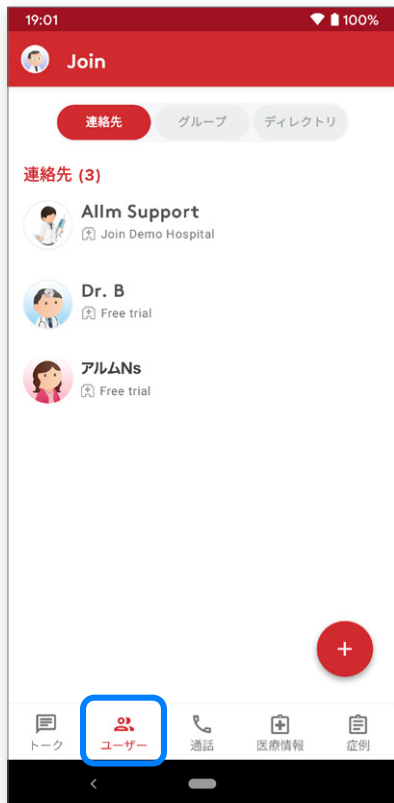 19:01 100%
Join
連絡先 グループ ディレクトリ
連絡先 (3)
Allm Support
Join Demo Hospital
Dr. B
Free trial
アルムNs
Free trial
トーク ユーザー 通話 医療情報 症例